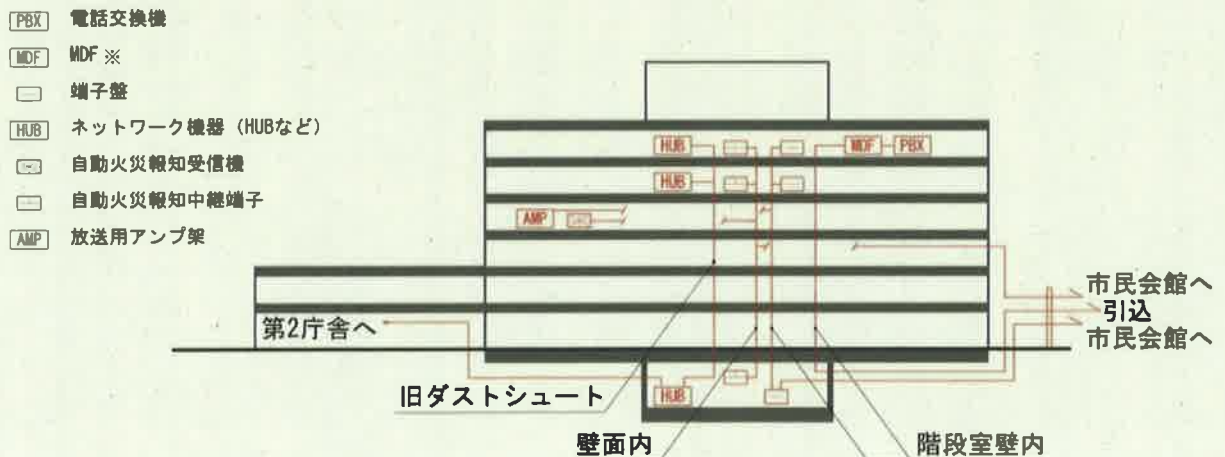 PBX 電話交換機
MDF MDF※
端子盤
HUB ネットワーク機器（HUBなど）
自動火災報知受信機
自動火災報知中継端子
AMP 放送用アンプ架
HUB MDF PBX
HUB
AMP
市民会館へ
引込
第2庁舎へ
市民会館へ
旧ダストシュート
HUB
壁面内
階段室壁内